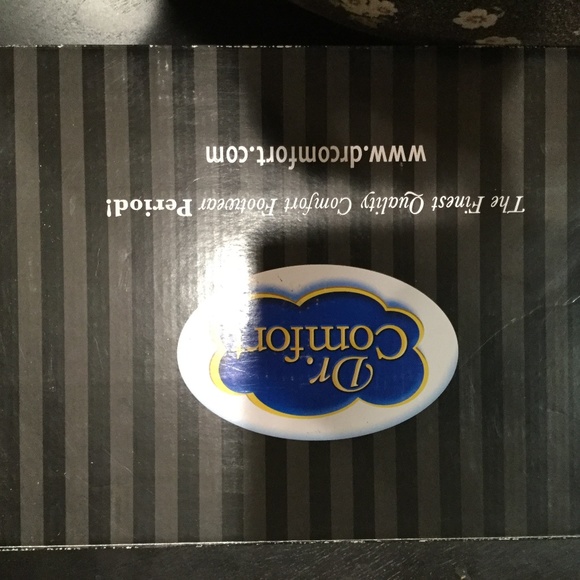 Dr.
Comfort
The Finest Quality Comfort Footwear Period!
www.drcomfort.com